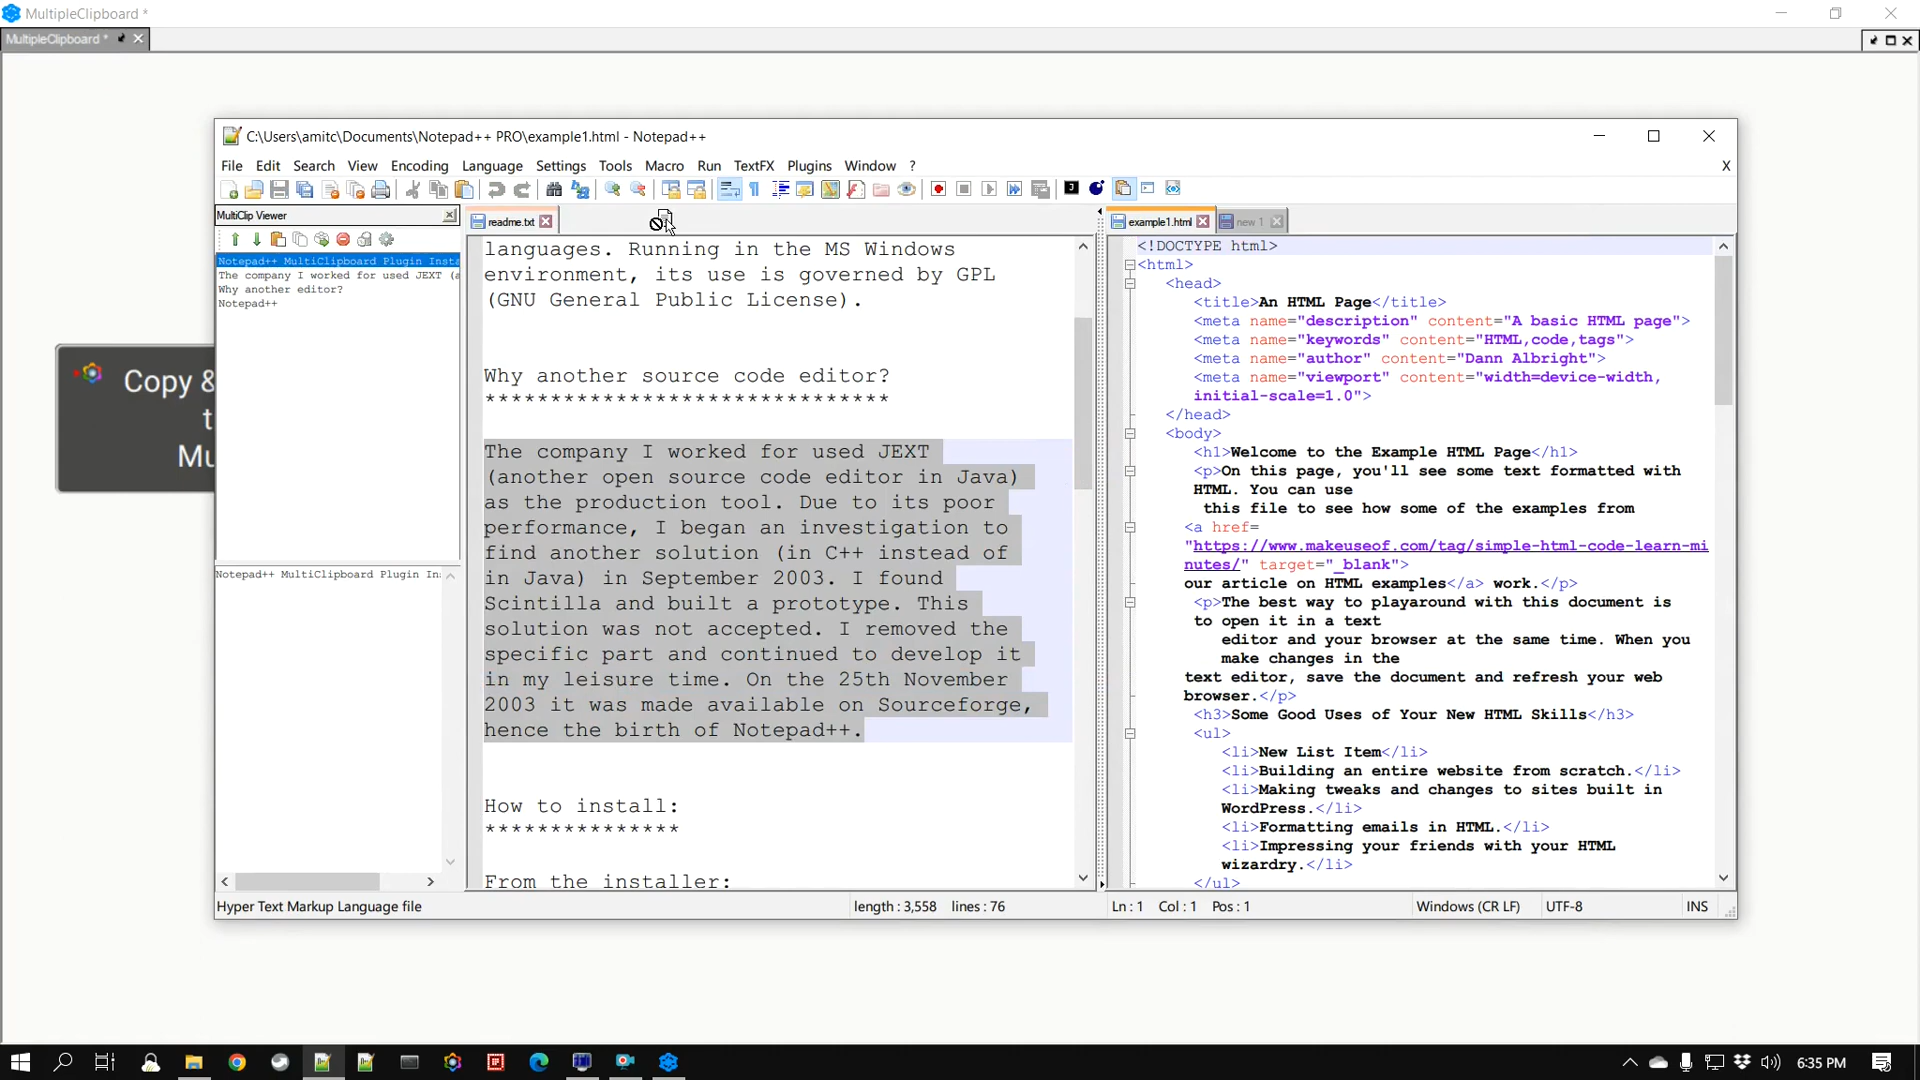 MultipleClipboard *
MultipleClipboard *
C:\Users\amitc\Documents\Notepad++ PRO\example1.html - Notepad++
File Edit Search View Encoding Language Settings Tools Macro Run TextFX Plugins Window ?
X
MultiClip Viewer
Notepad++ MultiClipboard Plugin Insta
The company I worked for used JEXT (a
Why another editor?
Notepad++
Notepad++ MultiClipboard Plugin In
Copy &
t
Mu
readme.txt
languages. Running in the MS Windows
environment, its use is governed by GPL
(GNU General Public License).
Why another source code editor?
*******************************
The company I worked for used JEXT
(another open source code editor in Java)
as the production tool. Due to its poor
performance, I began an investigation to
find another solution (in C++ instead of
in Java) in September 2003. I found
Scintilla and built a prototype. This
solution was not accepted. I removed the
specific part and continued to develop it
in my leisure time. On the 25th November
2003 it was made available on Sourceforge,
hence the birth of Notepad++.
How to install:
***************
From the installer:
example1.html new 1
<!DOCTYPE html>
<html>
<head>
<title>An HTML Page</title>
<meta name="description" content="A basic HTML page">
<meta name="keywords" content="HTML,code,tags">
<meta name="author" content="Dann Albright">
<meta name="viewport" content="width=device-width,
initial-scale=1.0">
</head>
<body>
<h1>Welcome to the Example HTML Page</h1>
<p>On this page, you'll see some text formatted with
HTML. You can use
this file to see how some of the examples from
<a href=
"https://www.makeuseof.com/tag/simple-html-code-learn-mi
nutes/" target="_blank">
our article on HTML examples</a> work.</p>
<p>The best way to playaround with this document is
to open it in a text
editor and your browser at the same time. When you
make changes in the
text editor, save the document and refresh your web
browser.</p>
<h3>Some Good Uses of Your New HTML Skills</h3>
<ul>
<li>New List Item</li>
<li>Building an entire website from scratch.</li>
<li>Making tweaks and changes to sites built in
WordPress.</li>
<li>Formatting emails in HTML.</li>
<li>Impressing your friends with your HTML
wizardry.</li>
</ul>
Hyper Text Markup Language file length : 3,558 lines : 76 Ln : 1 Col : 1 Pos : 1 Windows (CR LF) UTF-8 INS
6:35 PM